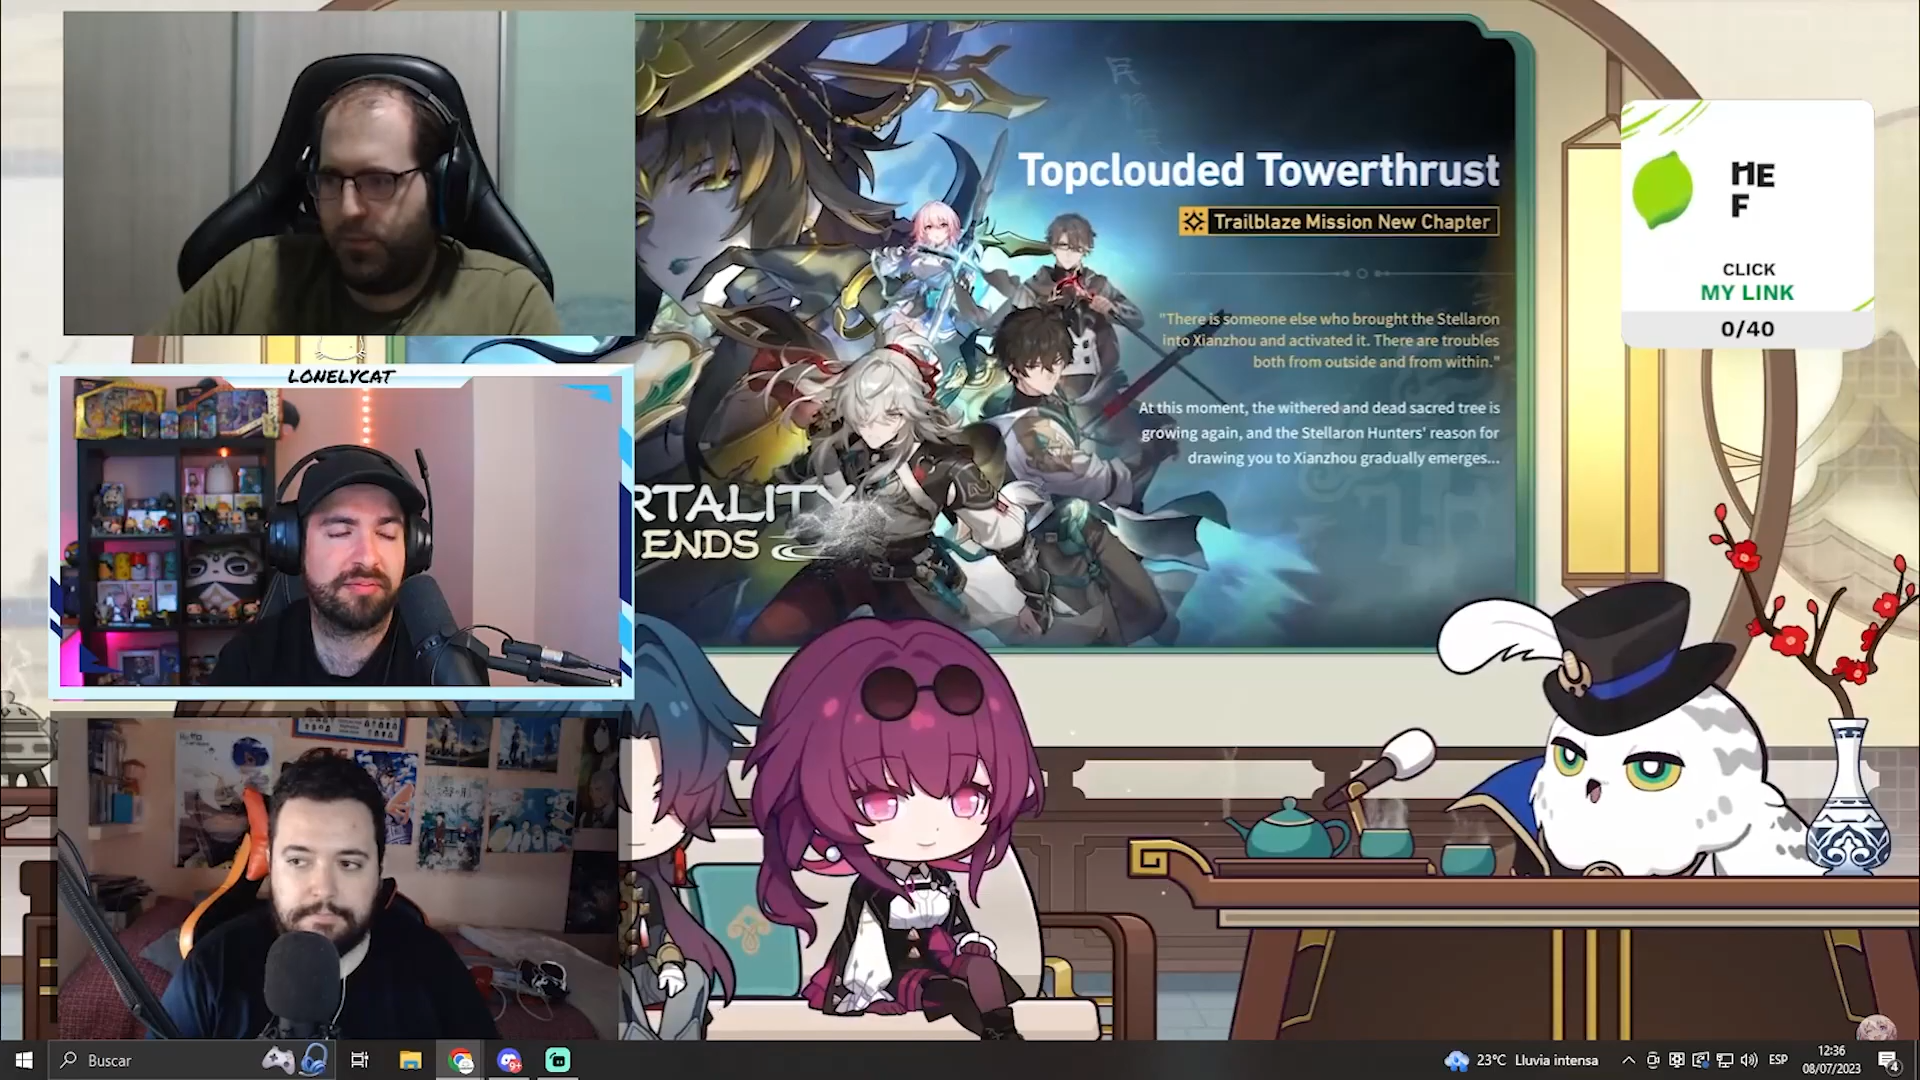 Topclouded Towerthrust
Trailblaze Mission New Chapter
"There is someone else who brought the Stellaron
into Xianzhou and activated it. There are troubles
both from outside and from within."
At this moment, the withered and dead sacred tree is
growing again, and the Stellaron Hunters' reason for
drawing you to Xianzhou gradually emerges...
RTALITY
ENDS
ME
F
CLICK
MY LINK
0/40
LONELYCAT
Buscar
9+
23°C Lluvia intensa
ESP
12:36
08/07/2023
4